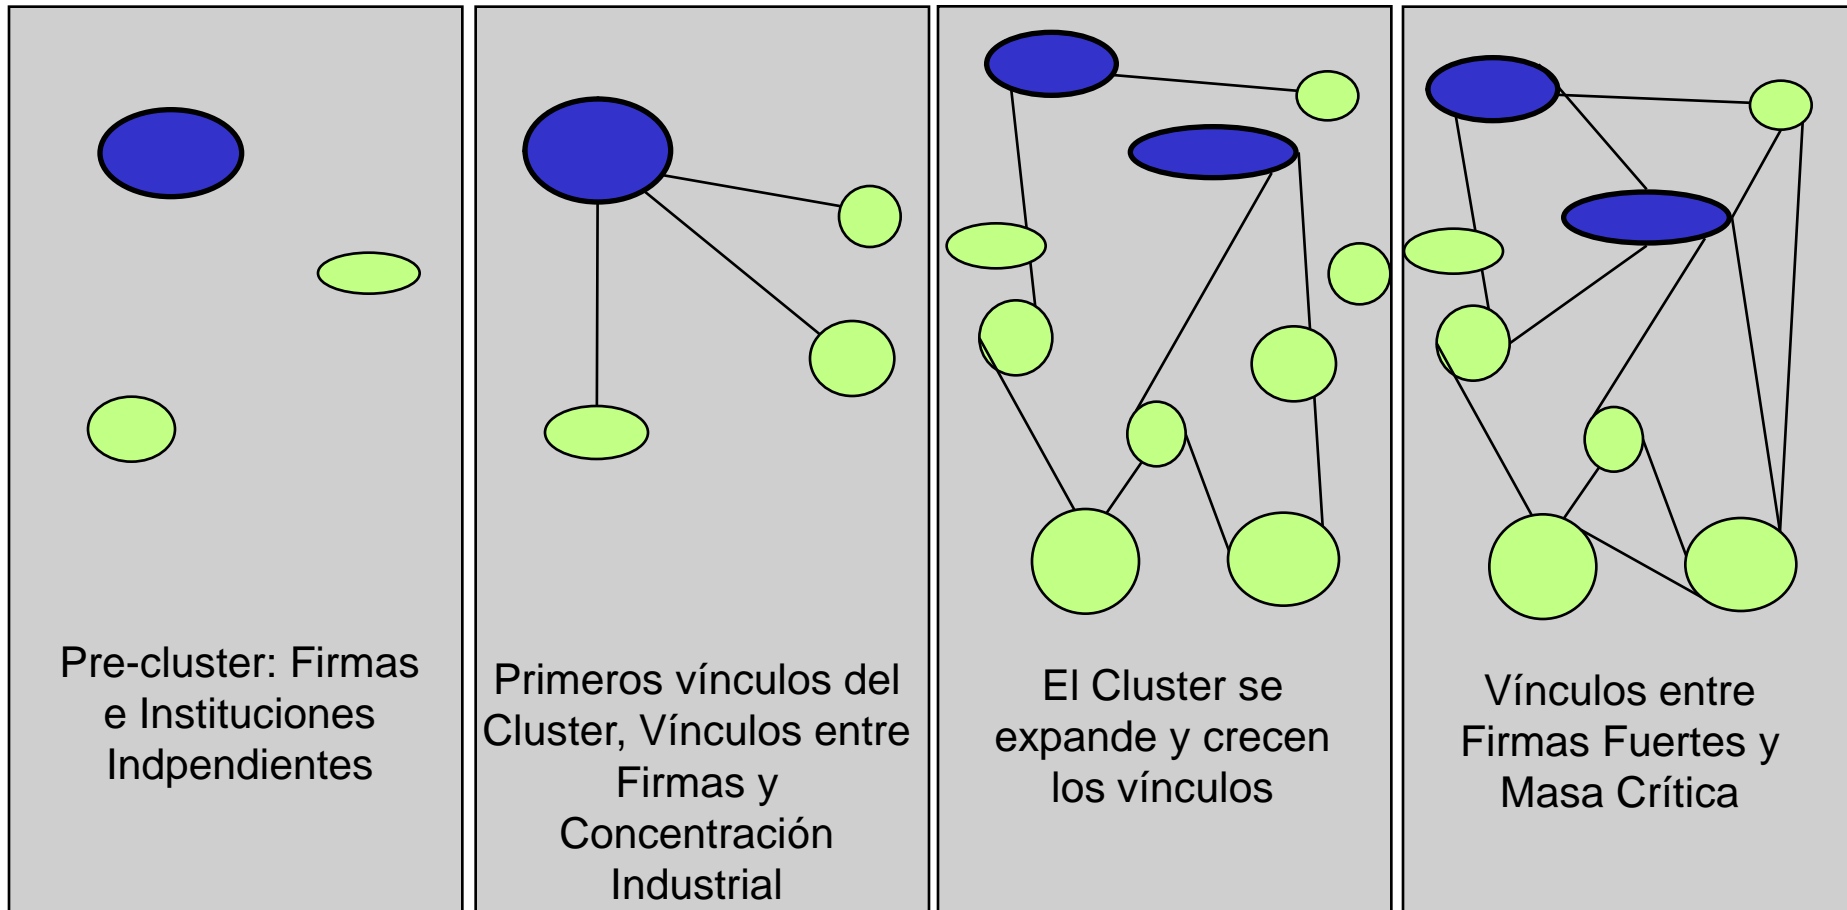 Pre-cluster: Firmas
e Instituciones
Indpendientes
Primeros vínculos del
Cluster, Vínculos entre
Firmas y
Concentración
Industrial
El Cluster se
expande y crecen
los vínculos
Vínculos entre
Firmas Fuertes y
Masa Crítica